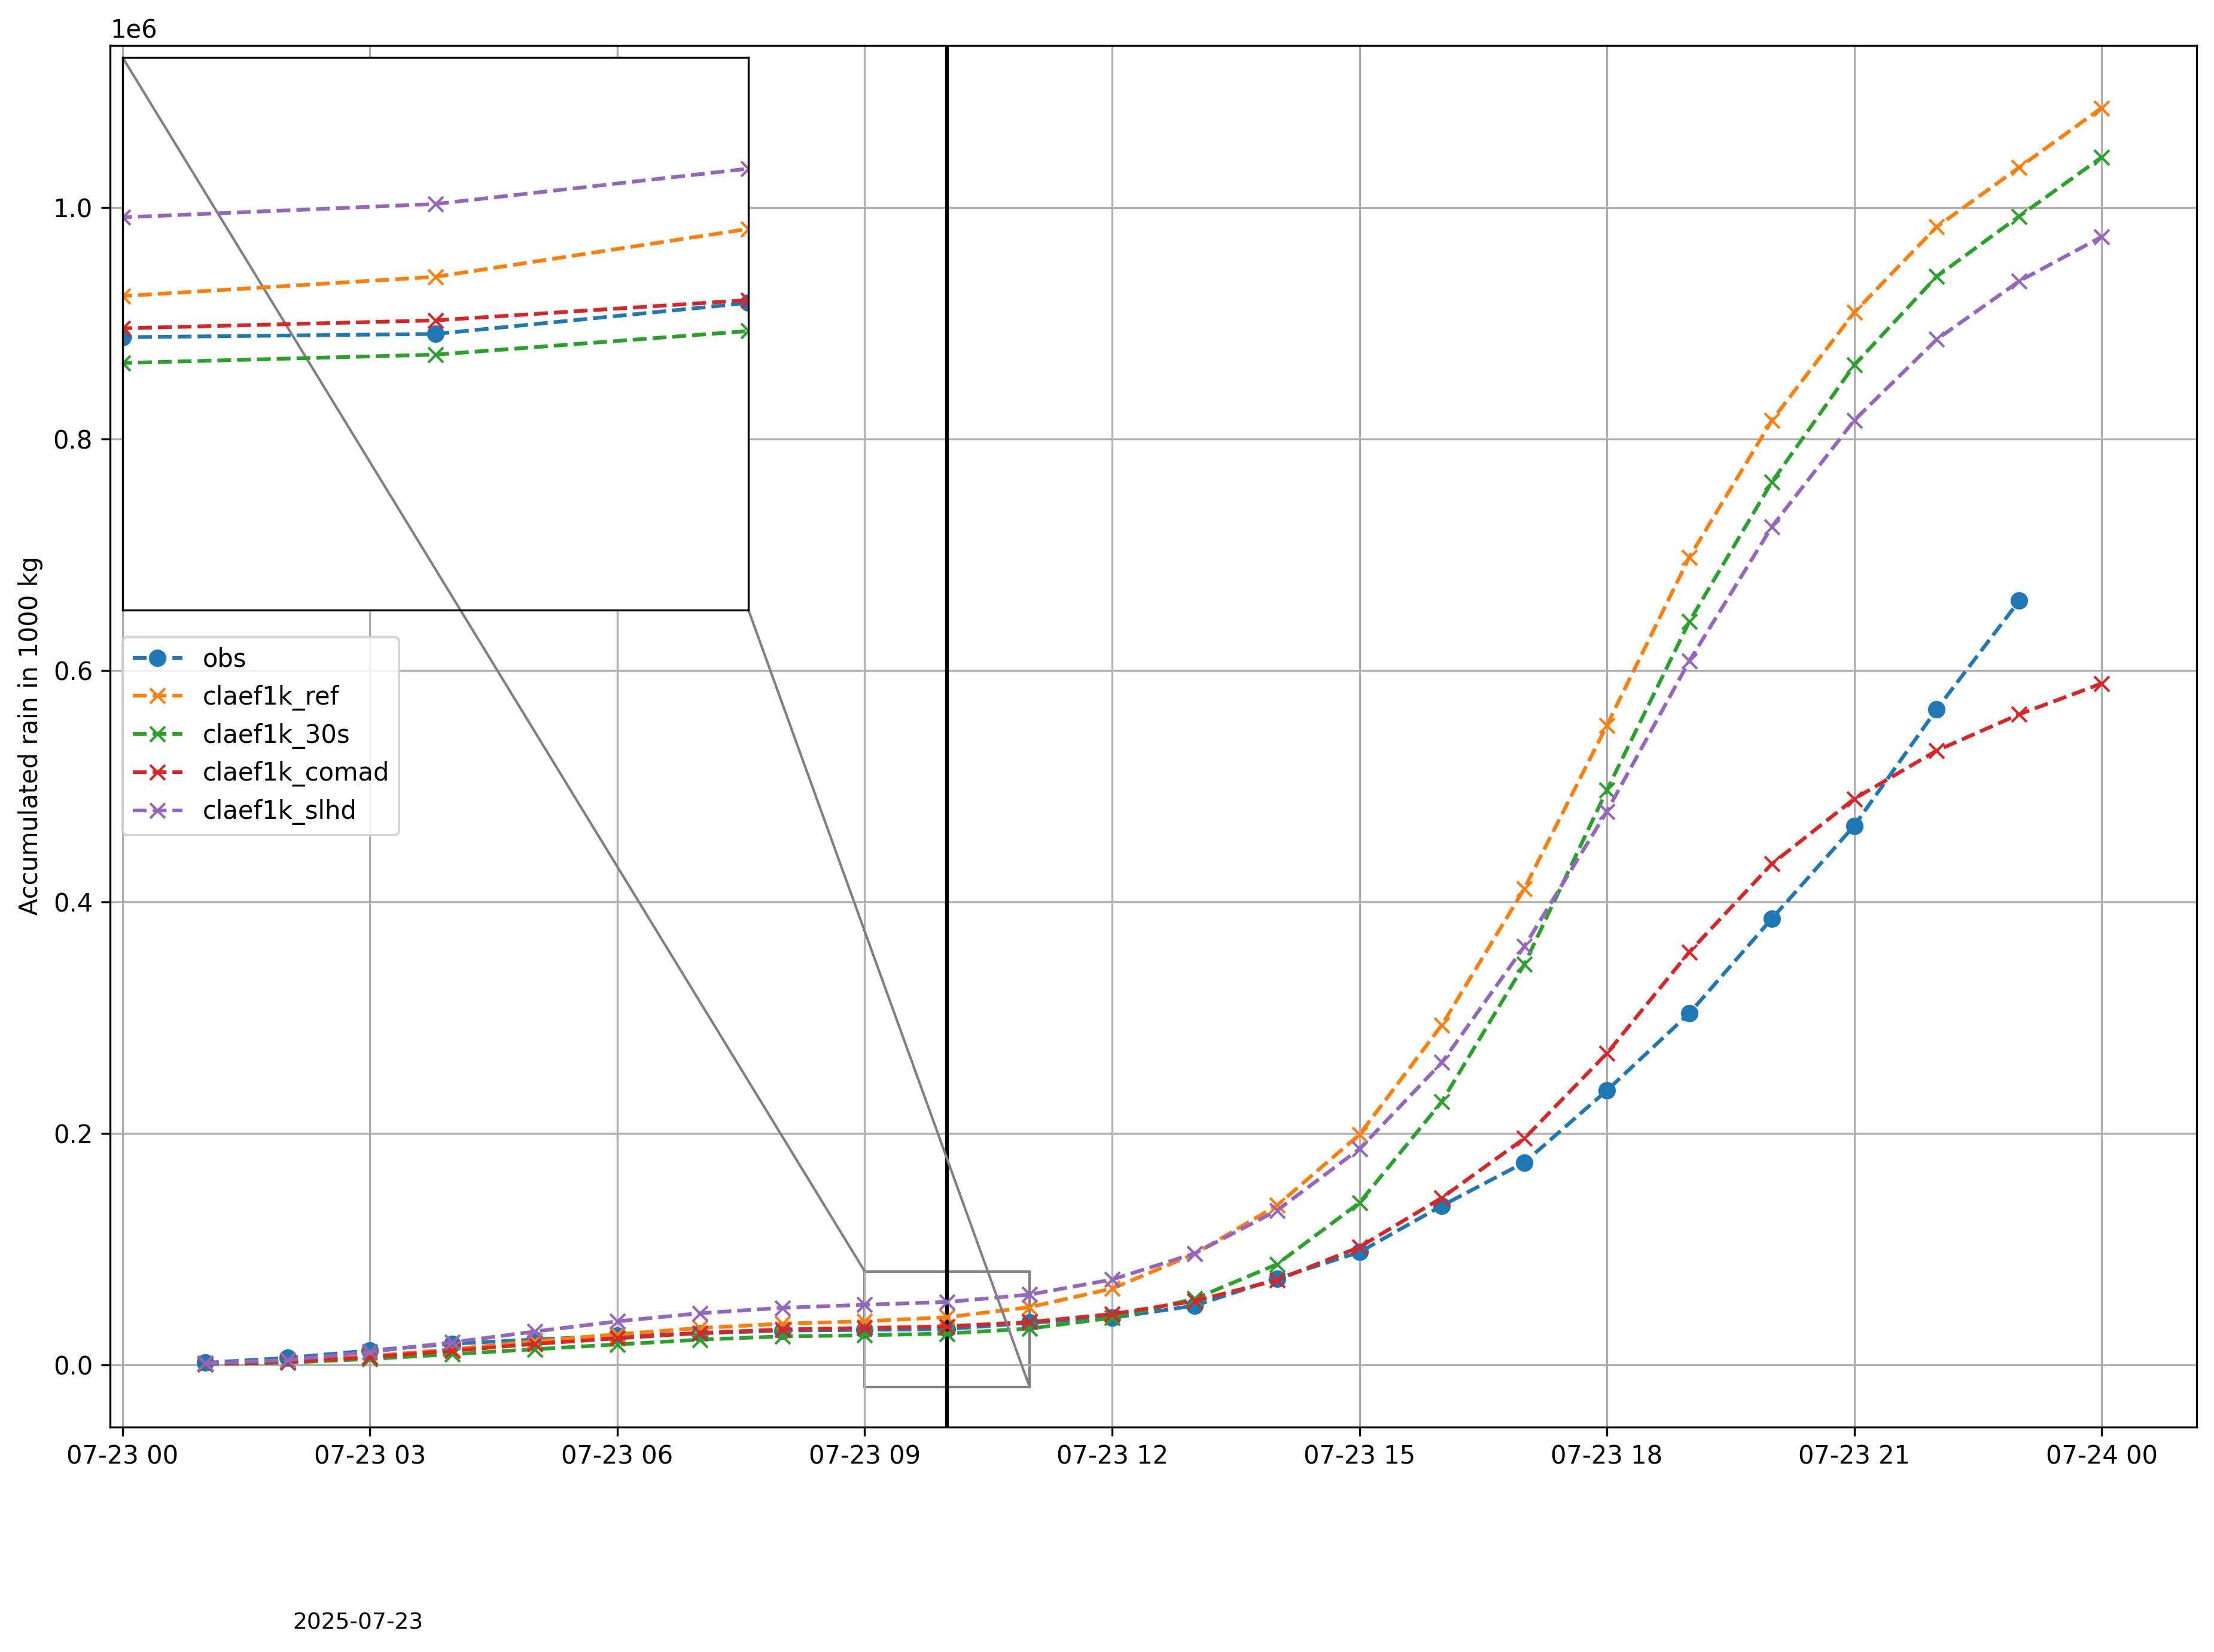 1e6
1.0
0.8
0.6
0.4
0.2
0.0
Accumulated rain in 1000 kg
obs
claef1k_ref
claef1k_30s
claef1k_comad
claef1k_slhd
07-23 00 07-23 03 07-23 06 07-23 09 07-23 12 07-23 15 07-23 18 07-23 21 07-24 00
2025-07-23